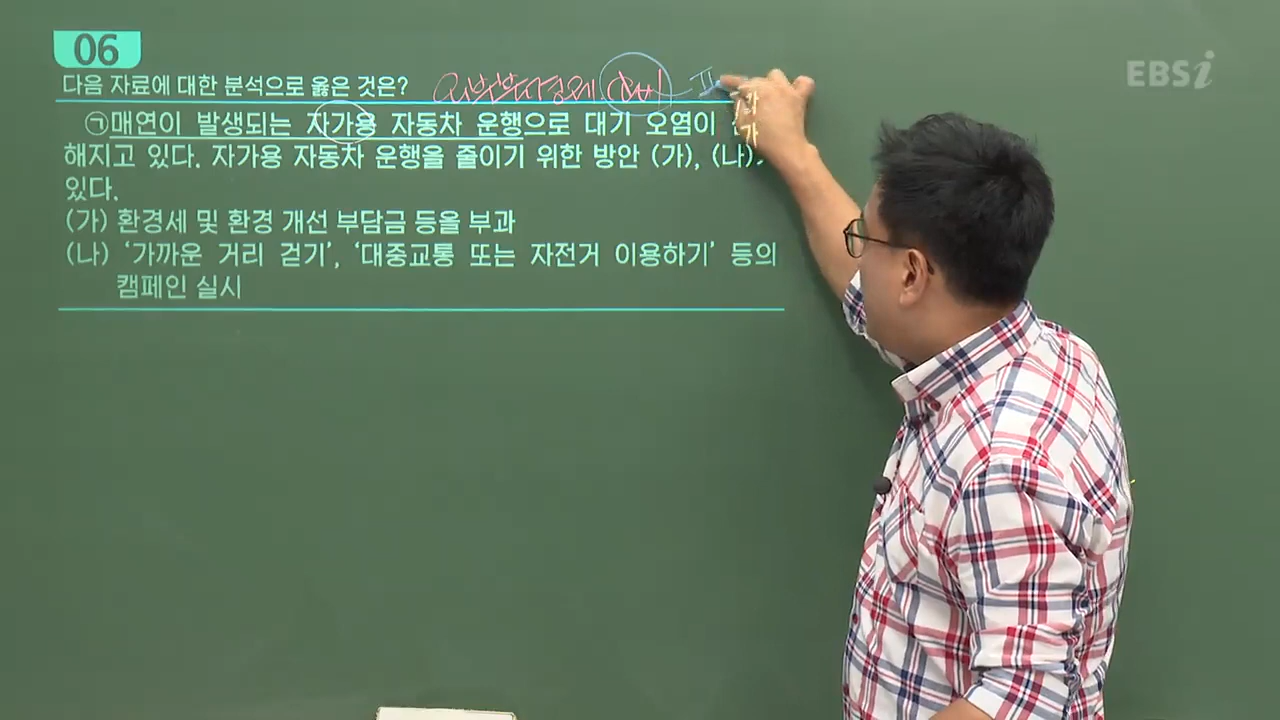 06
EBSi
다음 자료에 대한 분석으로 옳은 것은?
㉠매연이 발생되는 자가용 자동차 운행으로 대기 오염이
해지고 있다. 자가용 자동차 운행을 줄이기 위한 방안 (가), (나)
있다.
(가) 환경세 및 환경 개선 부담금 등을 부과
(나) ‘가까운 거리 걷기’, ‘대중교통 또는 자전거 이용하기’ 등의
캠페인 실시